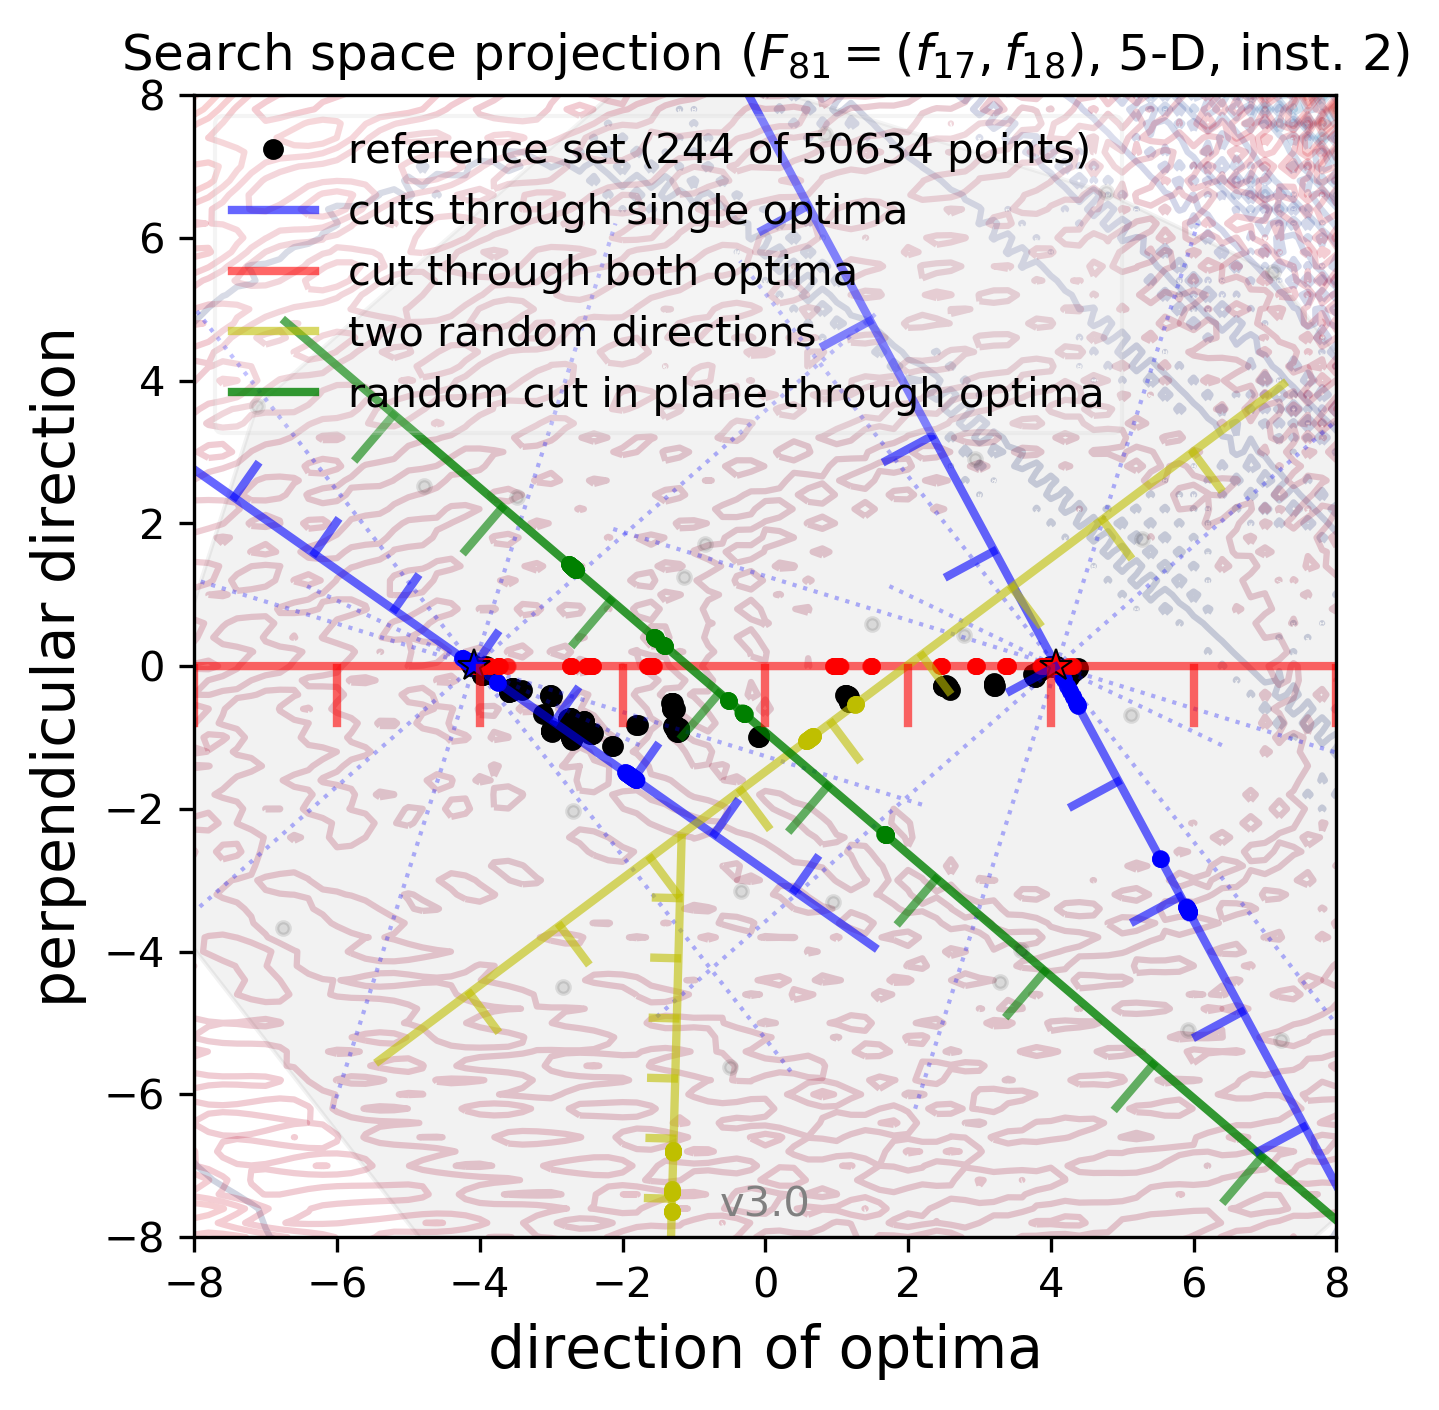 Search space projection (F₈₁ = (f₁₇, f₁₈), 5-D, inst. 2)
reference set (244 of 50634 points)
cuts through single optima
cut through both optima
two random directions
random cut in plane through optima
perpendicular direction
8
6
4
2
0
−2
−4
−6
−8
v3.0
−8 −6 −4 −2 0 2 4 6 8
direction of optima